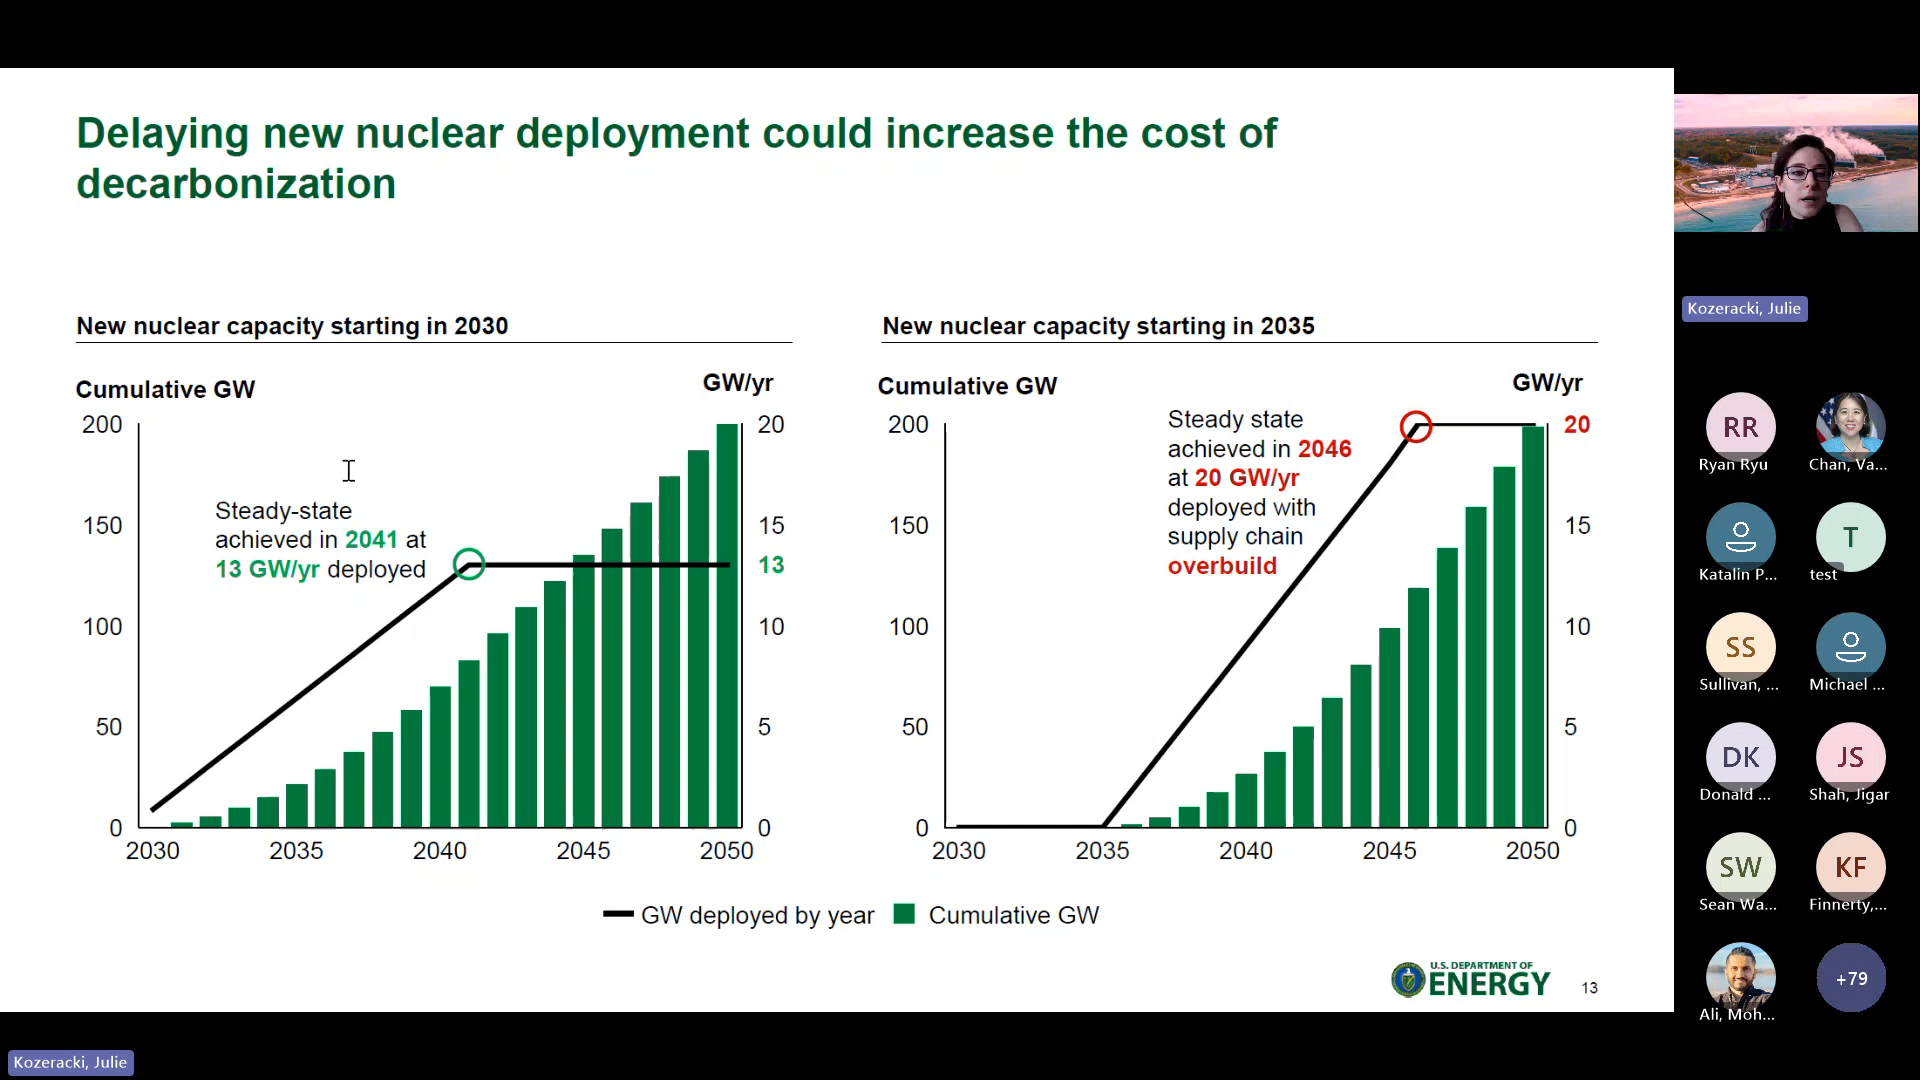 Delaying new nuclear deployment could increase the cost of
decarbonization
New nuclear capacity starting in 2030
Cumulative GW
GW/yr
200
150
100
50
0
20
15
13
10
5
0
Steady-state
achieved in 2041 at
13 GW/yr deployed
2030
2035
2040
2045
2050
New nuclear capacity starting in 2035
Cumulative GW
GW/yr
200
150
100
50
0
20
15
10
5
0
Steady state
achieved in 2046
at 20 GW/yr
deployed with
supply chain
overbuild
2030
2035
2040
2045
2050
GW deployed by year
Cumulative GW
U.S. DEPARTMENT OF
ENERGY
13
Kozeracki, Julie
Kozeracki, Julie
RR
Ryan Ryu
Chan, Va...
Katalin P...
T
test
SS
Sullivan, ...
Michael ...
DK
Donald ...
JS
Shah, Jigar
SW
Sean Wa...
KF
Finnerty,...
Ali, Moh...
+79